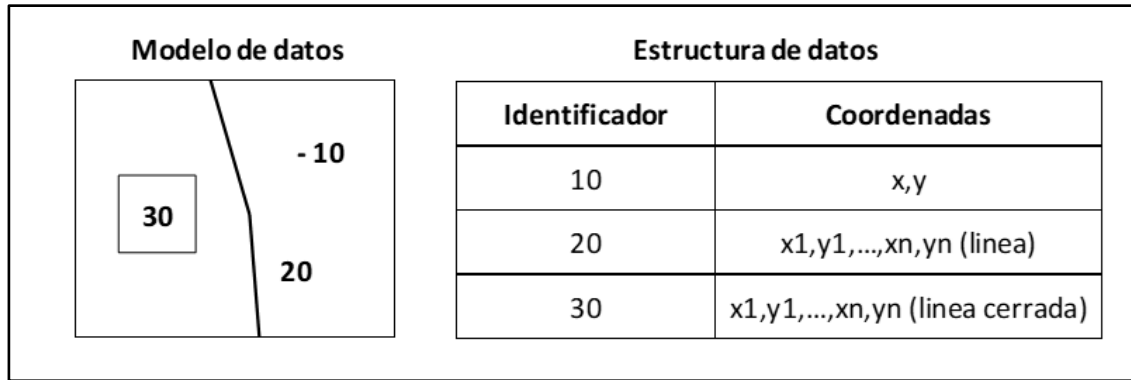 Modelo de datos
- 10
30
20
Estructura de datos
Identificador Coordenadas
10 x,y
20 x1,y1,...,xn,yn (linea)
30 x1,y1,...,xn,yn (linea cerrada)